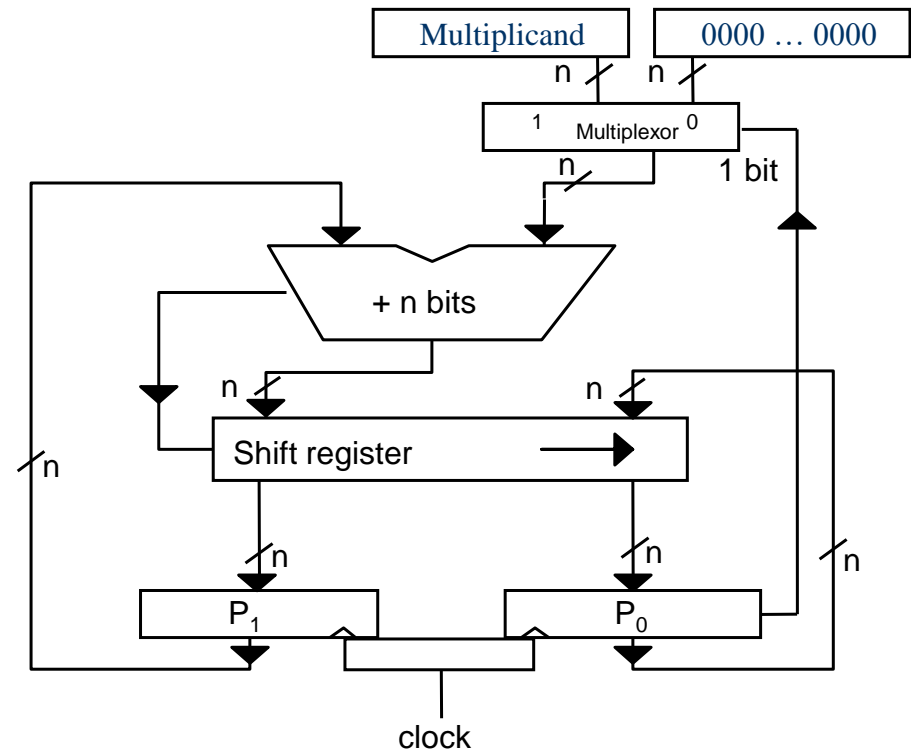 Multiplicand
0000 … 0000
n
n
1 Multiplexor 0
n
1 bit
+ n bits
n
n
Shift register
n
n
n
n
P1
P0
clock